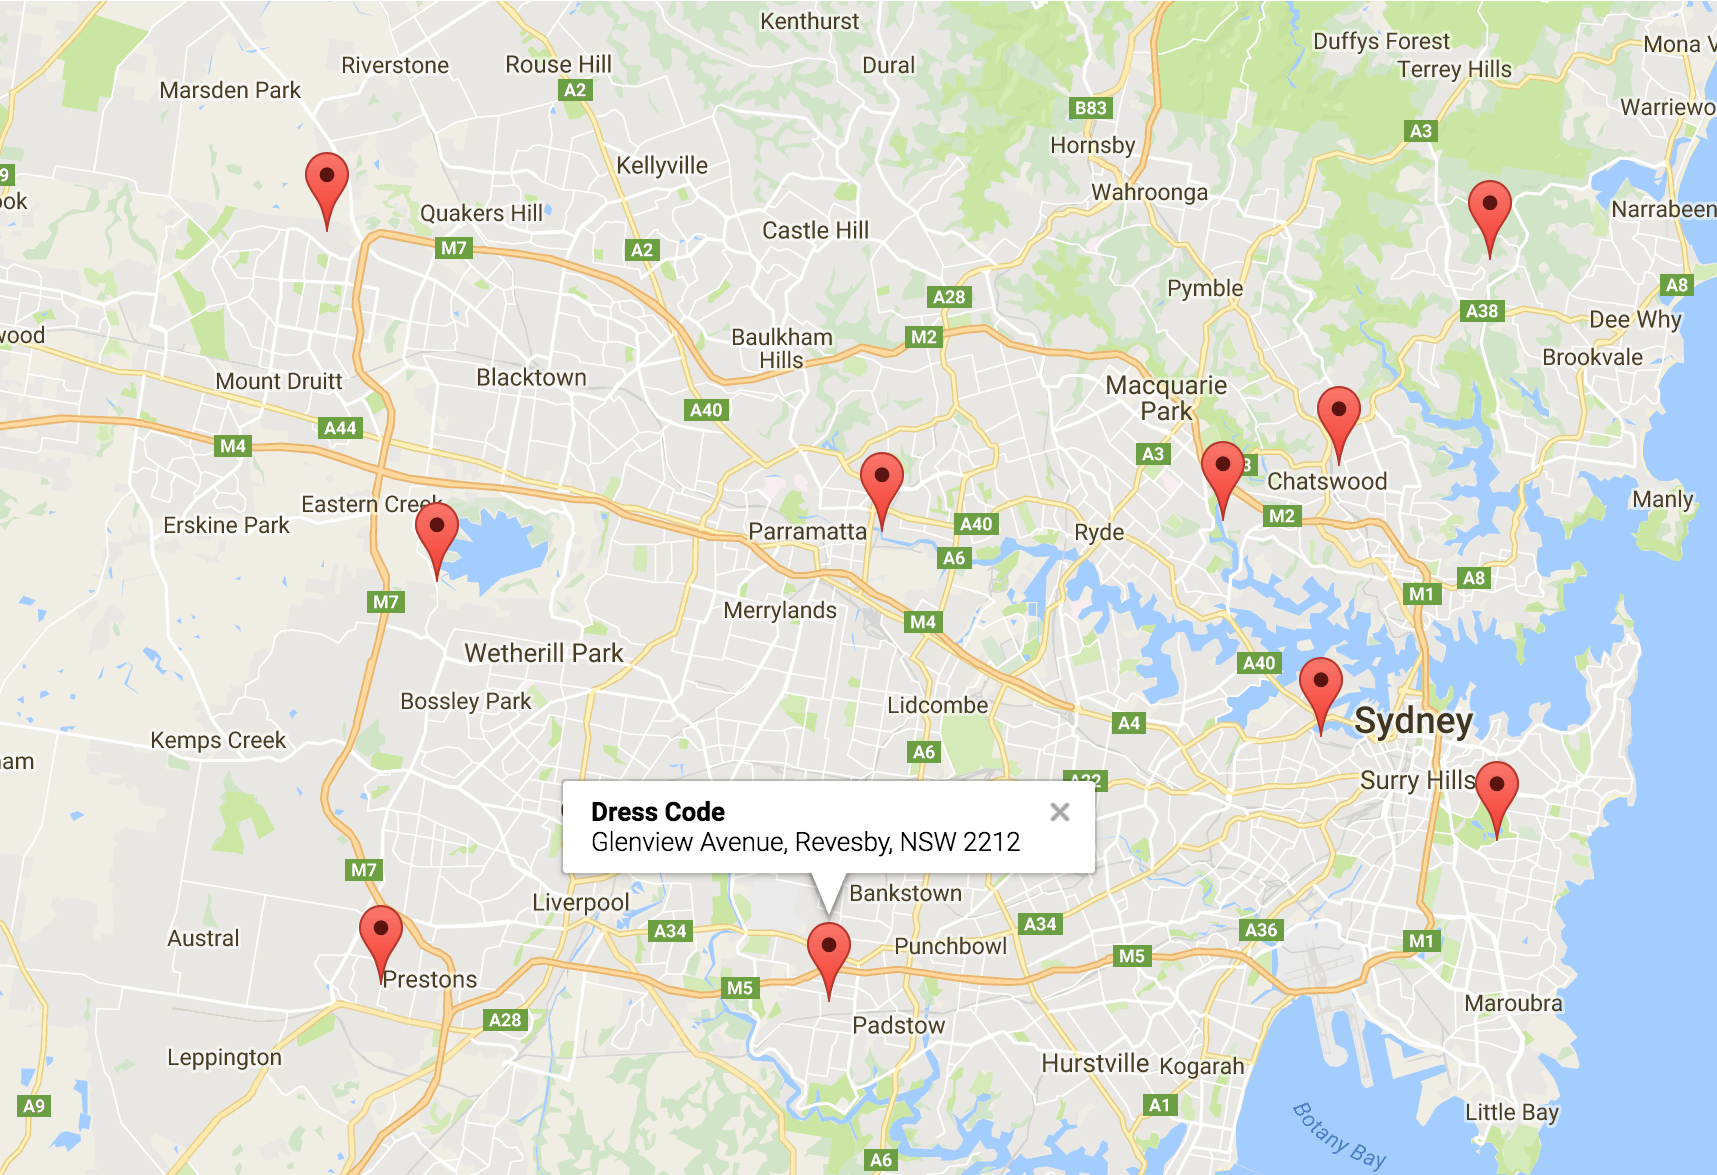 Kenthurst
Duffys Forest
Mona V
Riverstone
Rouse Hill
Dural
Terrey Hills
Marsden Park
A2
B83
Warriewo
A3
Hornsby
Kellyville
9
Wahroonga
ook
Quakers Hill
Narrabeen
Castle Hill
M7
A2
Pymble
A8
A28
A38
Dee Why
wood
Baulkham
Hills
M2
Brookvale
Mount Druitt
Blacktown
Macquarie
Park
A40
A44
M4
A3
3
Chatswood
Eastern Creek
Manly
Erskine Park
Parramatta
A40
Ryde
M2
A6
A8
M7
M1
Merrylands
M4
Wetherill Park
A40
Bossley Park
Lidcombe
Sydney
A4
Kemps Creek
A6
am
A22
Surry Hills
Dress Code
Glenview Avenue, Revesby, NSW 2212
M7
Bankstown
Liverpool
A34
A34
A36
Austral
Punchbowl
M5
M1
Prestons
M5
Maroubra
A28
Padstow
Leppington
Hurstville
Kogarah
A9
A1
Little Bay
Botany Bay
A6